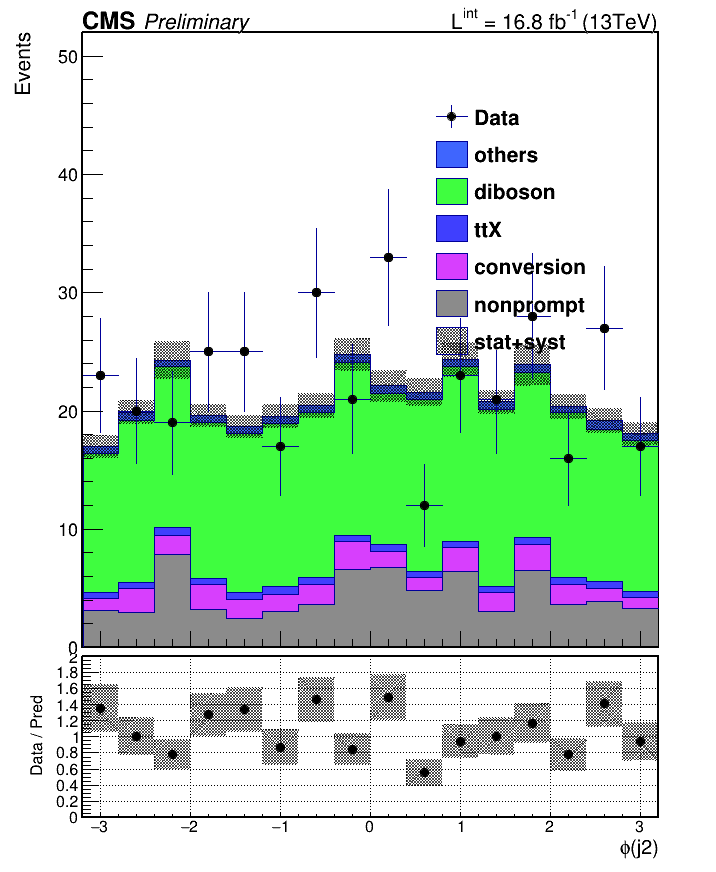 CMS Preliminary L^int = 16.8 fb^-1 (13TeV)
Events
50
40
30
20
10
0
Data
others
diboson
ttX
conversion
nonprompt
stat+syst
Data / Pred
2
1.8
1.6
1.4
1.2
1
0.8
0.6
0.4
0.2
0
−3 −2 −1 0 1 2 3
ϕ(j2)